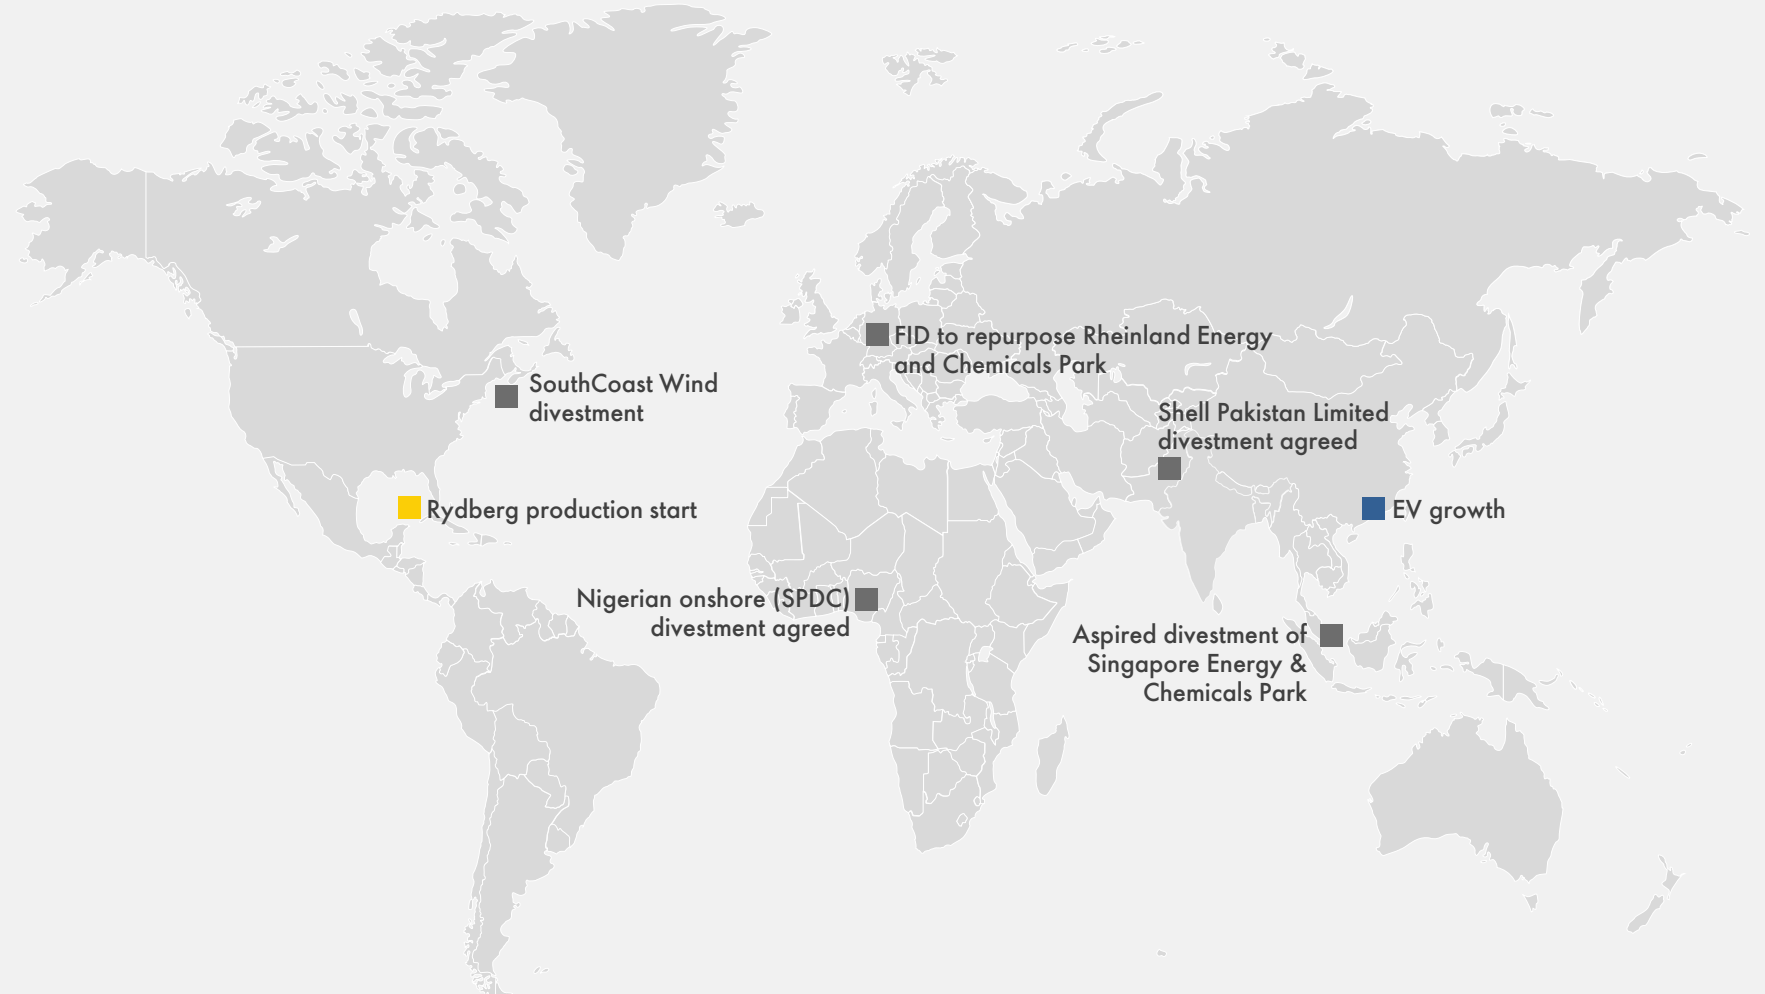 FID to repurpose Rheinland Energy
and Chemicals Park
SouthCoast Wind
divestment
Shell Pakistan Limited
divestment agreed
Rydberg production start
EV growth
Nigerian onshore (SPDC)
divestment agreed
Aspired divestment of
Singapore Energy &
Chemicals Park